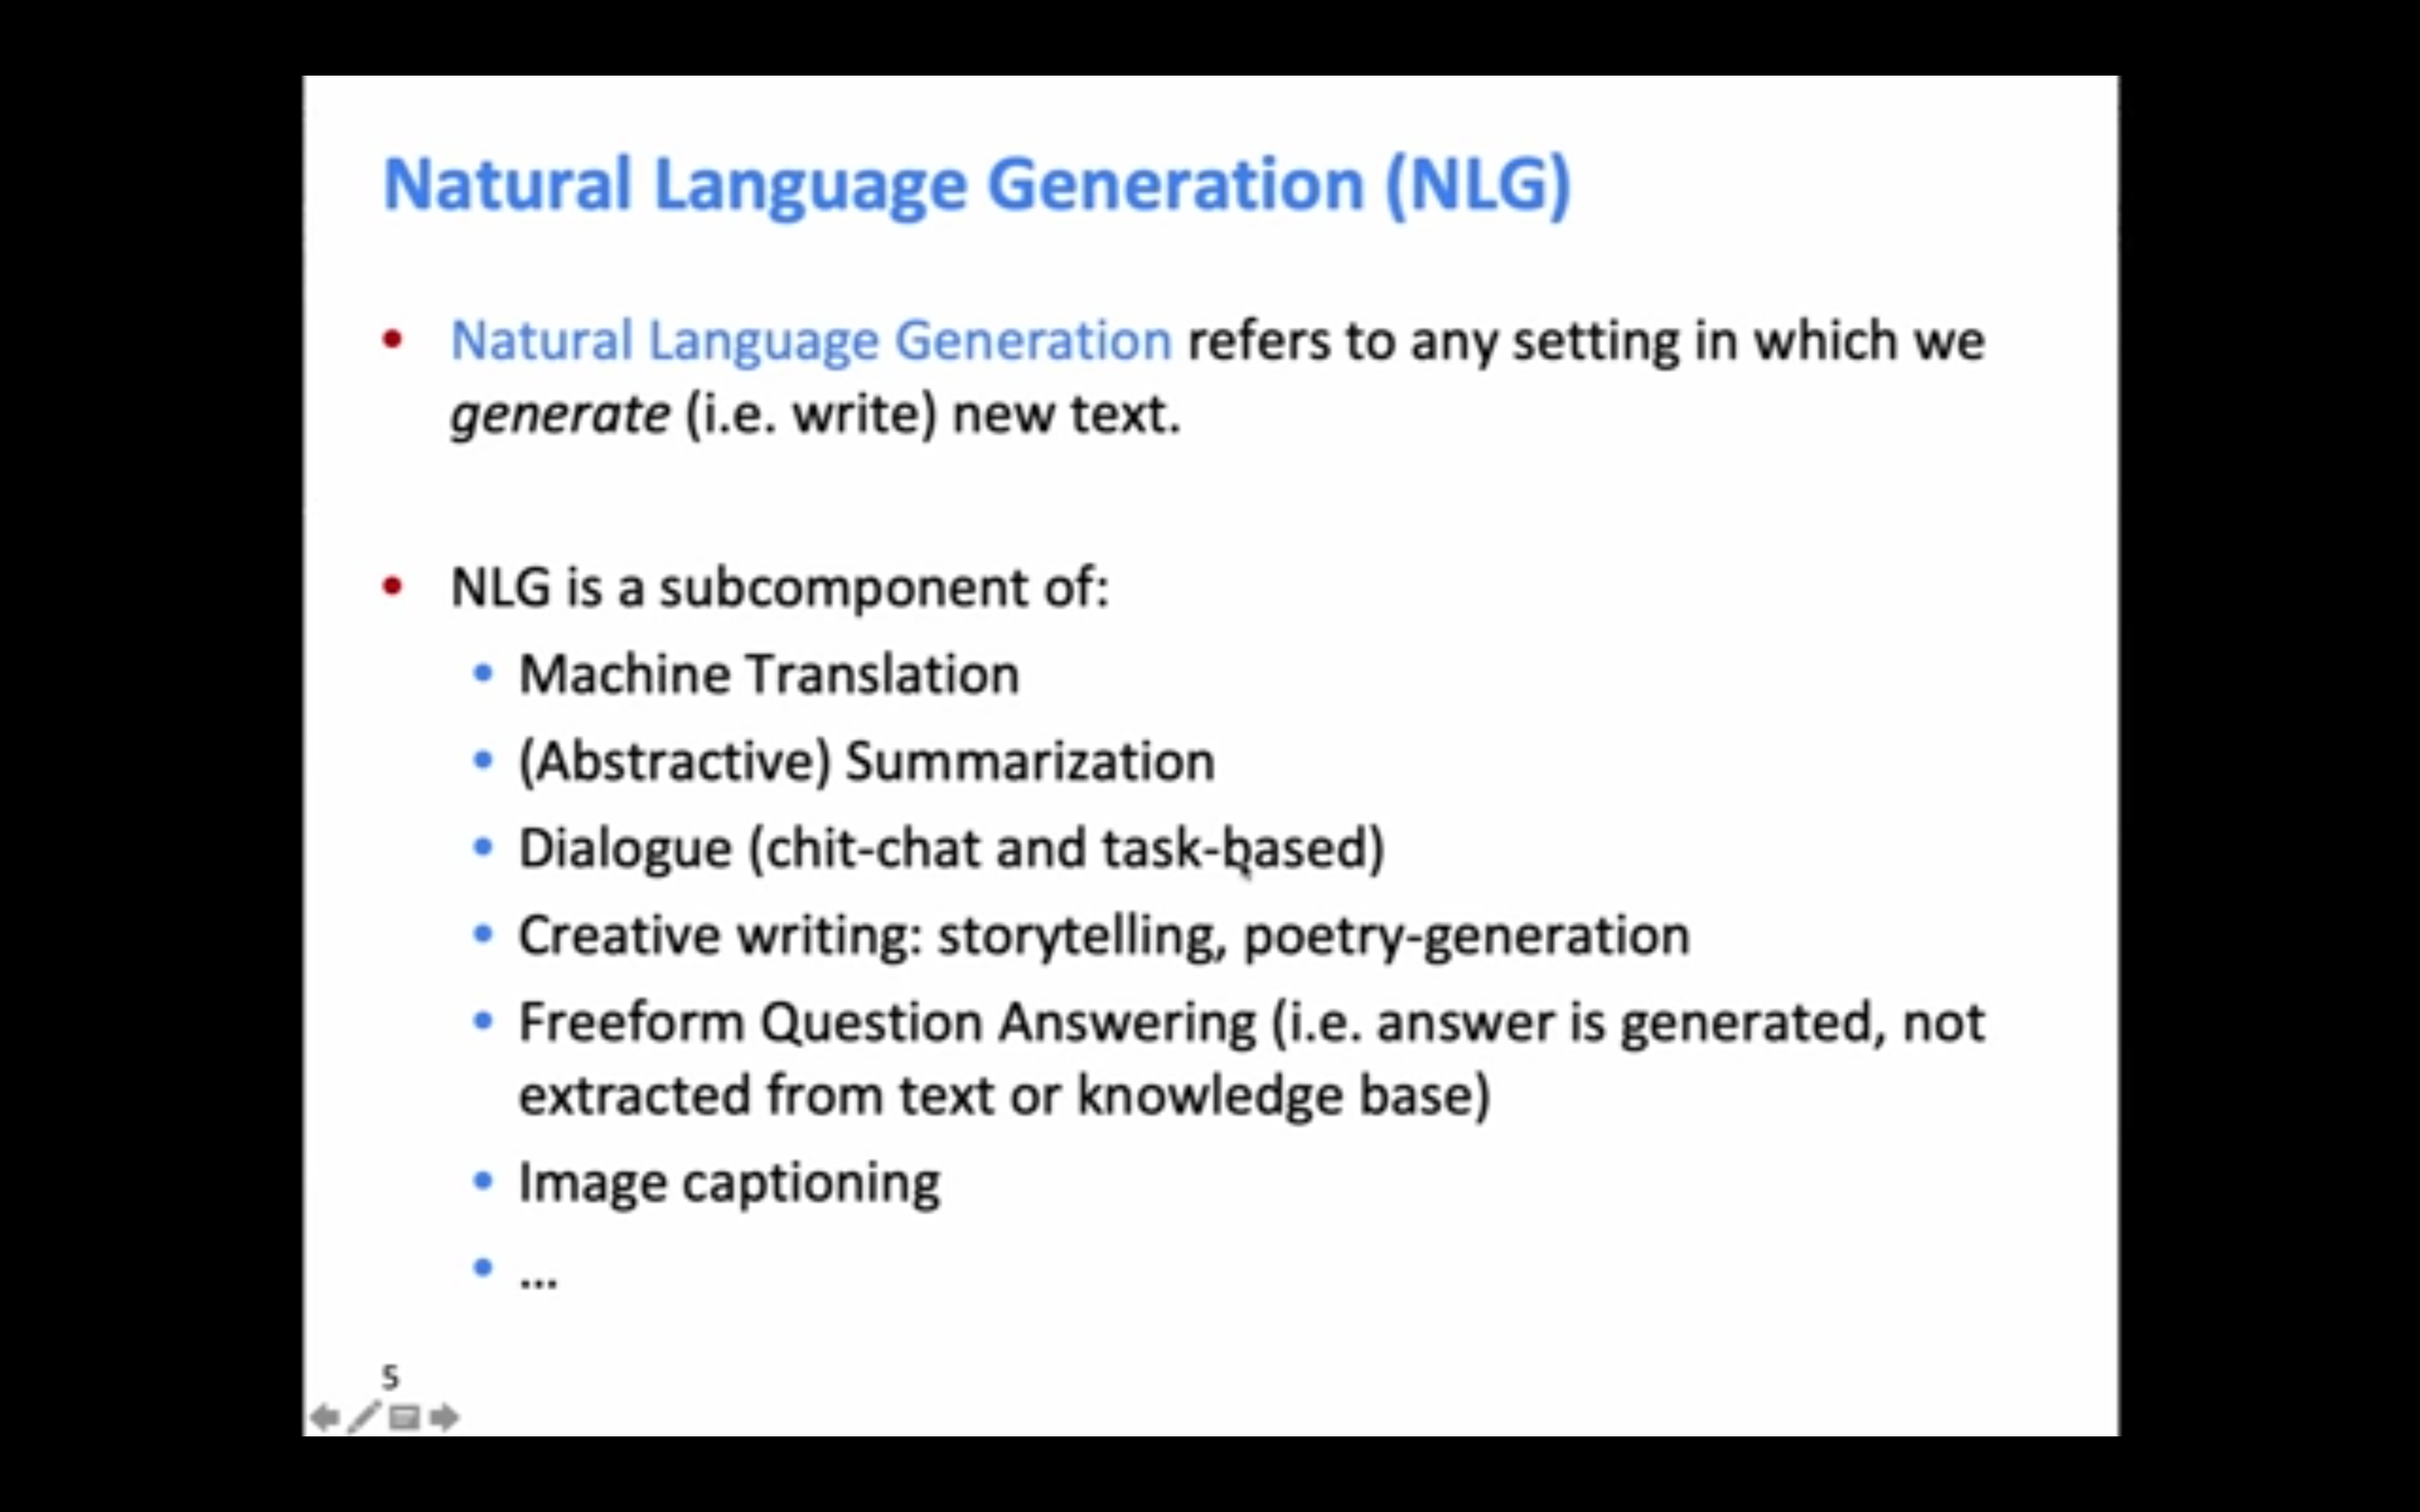 Natural Language Generation (NLG)
• Natural Language Generation refers to any setting in which we
generate (i.e. write) new text.
• NLG is a subcomponent of:
• Machine Translation
• (Abstractive) Summarization
• Dialogue (chit-chat and task-based)
• Creative writing: storytelling, poetry-generation
• Freeform Question Answering (i.e. answer is generated, not
extracted from text or knowledge base)
• Image captioning
• ...
5